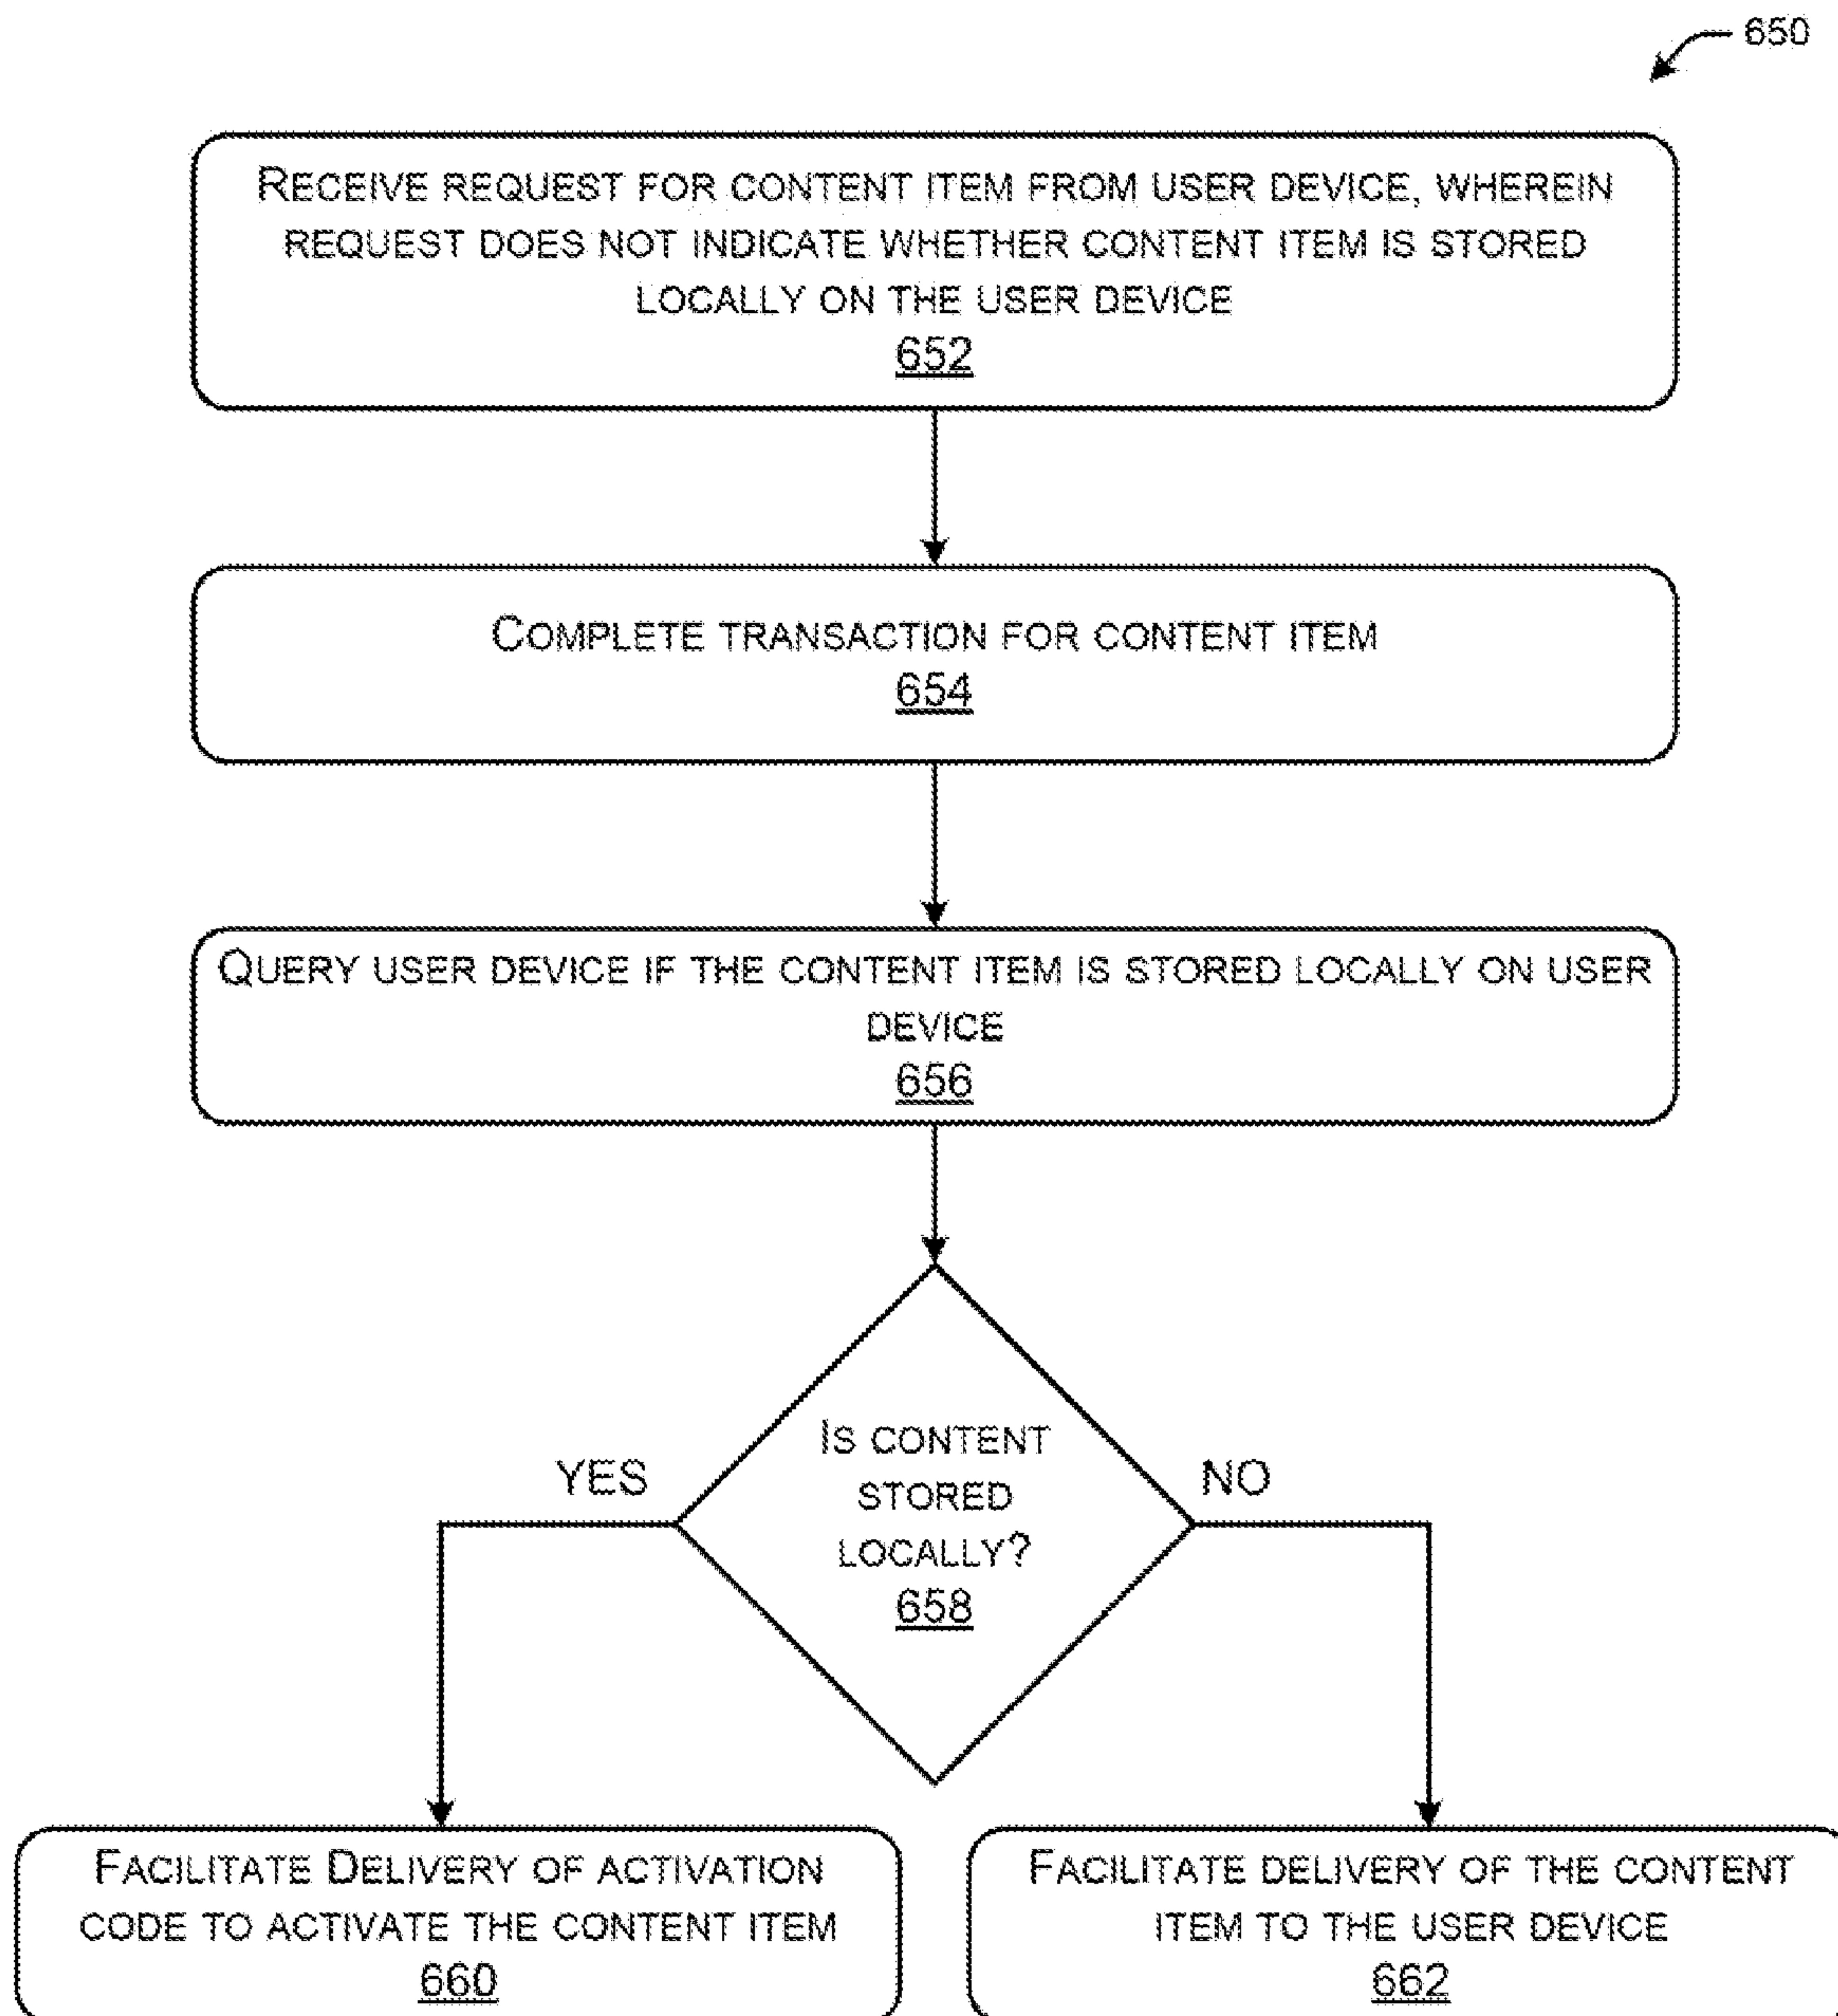 650
RECEIVE REQUEST FOR CONTENT ITEM FROM USER DEVICE, WHEREIN
REQUEST DOES NOT INDICATE WHETHER CONTENT ITEM IS STORED
LOCALLY ON THE USER DEVICE
652
COMPLETE TRANSACTION FOR CONTENT ITEM
654
QUERY USER DEVICE IF THE CONTENT ITEM IS STORED LOCALLY ON USER
DEVICE
656
IS CONTENT
STORED
LOCALLY?
658
YES
NO
FACILITATE DELIVERY OF ACTIVATION
CODE TO ACTIVATE THE CONTENT ITEM
660
FACILITATE DELIVERY OF THE CONTENT
ITEM TO THE USER DEVICE
662